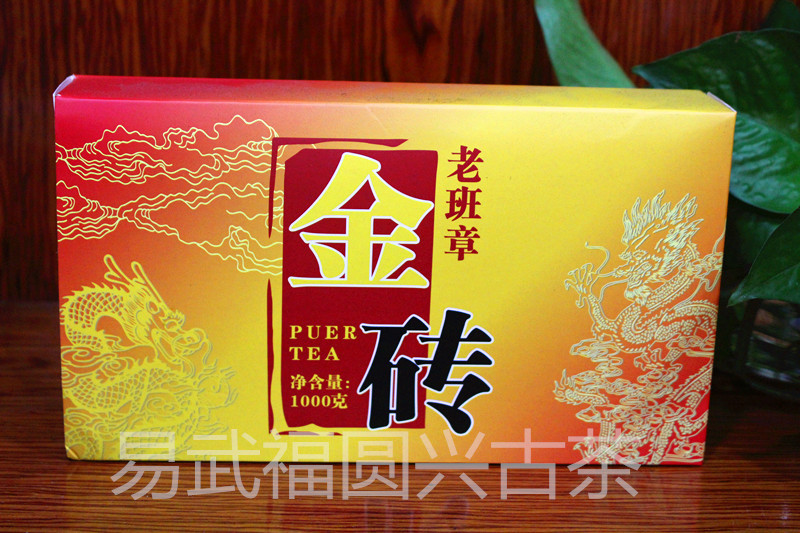 老班章
金
砖
PUER
TEA
净含量:
1000克
易武福圆兴古茶